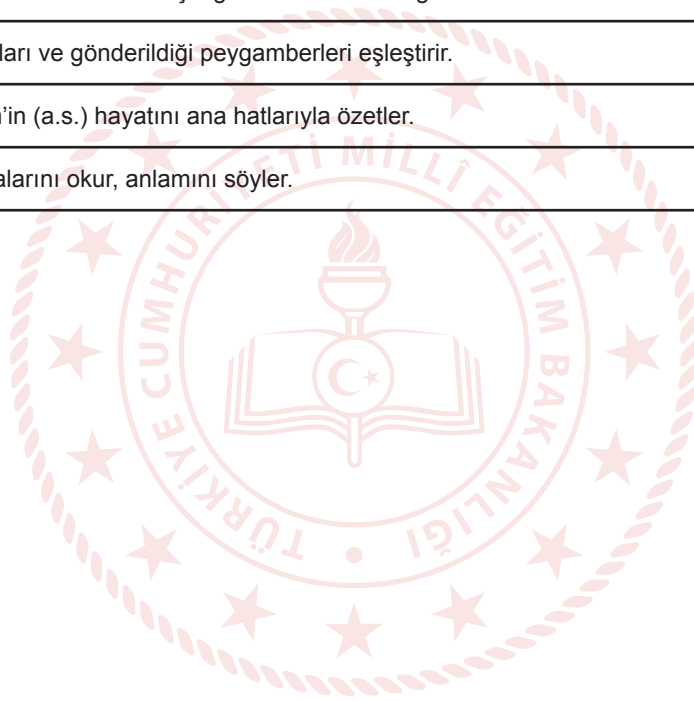 ları ve gönderildiği peygamberleri eşleştirir.
'in (a.s.) hayatını ana hatlarıyla özetler.
alarını okur, anlamını söyler.
TÜRKİYE CUMHURİYETİ MİLLÎ EĞİTİM BAKANLIĞI